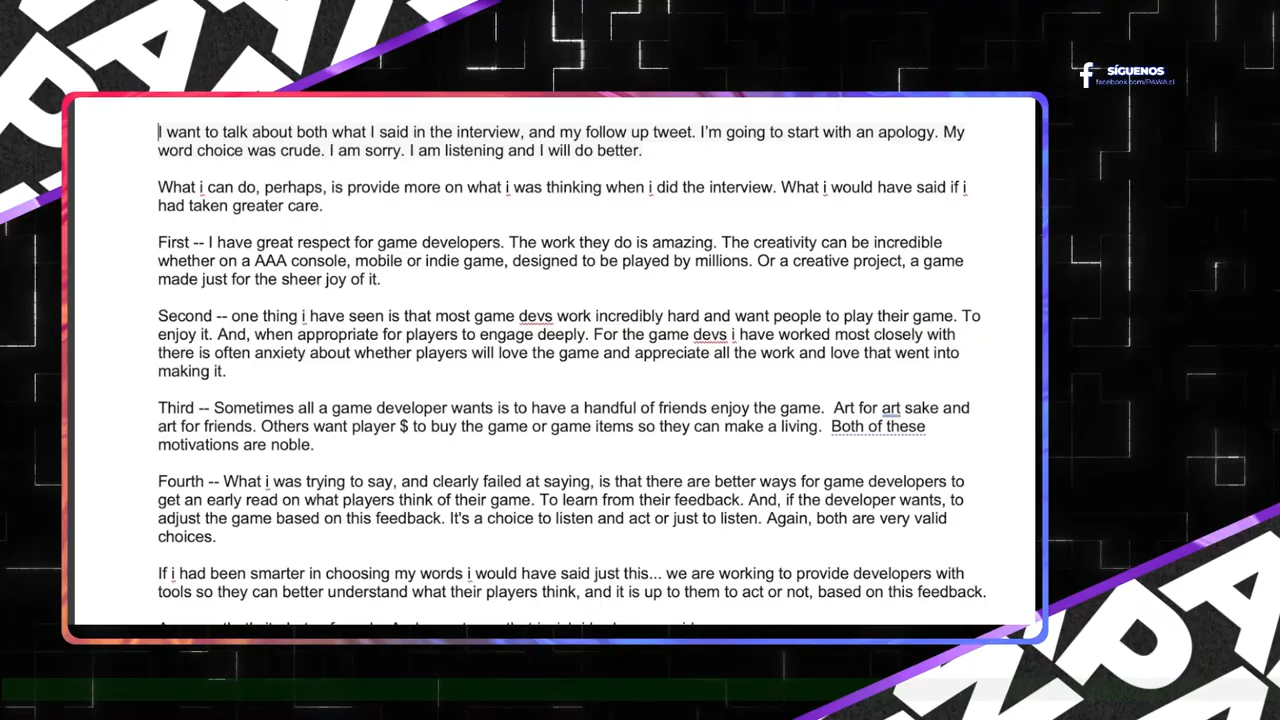 SÍGUENOS
facebook.com/PAWA.cl
I want to talk about both what I said in the interview, and my follow up tweet. I'm going to start with an apology. My
word choice was crude. I am sorry. I am listening and I will do better.
What i can do, perhaps, is provide more on what i was thinking when i did the interview. What i would have said if i
had taken greater care.
First -- I have great respect for game developers. The work they do is amazing. The creativity can be incredible
whether on a AAA console, mobile or indie game, designed to be played by millions. Or a creative project, a game
made just for the sheer joy of it.
Second -- one thing i have seen is that most game devs work incredibly hard and want people to play their game. To
enjoy it. And, when appropriate for players to engage deeply. For the game devs i have worked most closely with
there is often anxiety about whether players will love the game and appreciate all the work and love that went into
making it.
Third -- Sometimes all a game developer wants is to have a handful of friends enjoy the game.  Art for art sake and
art for friends. Others want player $ to buy the game or game items so they can make a living.  Both of these
motivations are noble.
Fourth -- What i was trying to say, and clearly failed at saying, is that there are better ways for game developers to
get an early read on what players think of their game. To learn from their feedback. And, if the developer wants, to
adjust the game based on this feedback. It's a choice to listen and act or just to listen. Again, both are very valid
choices.
If i had been smarter in choosing my words i would have said just this... we are working to provide developers with
tools so they can better understand what their players think, and it is up to them to act or not, based on this feedback.